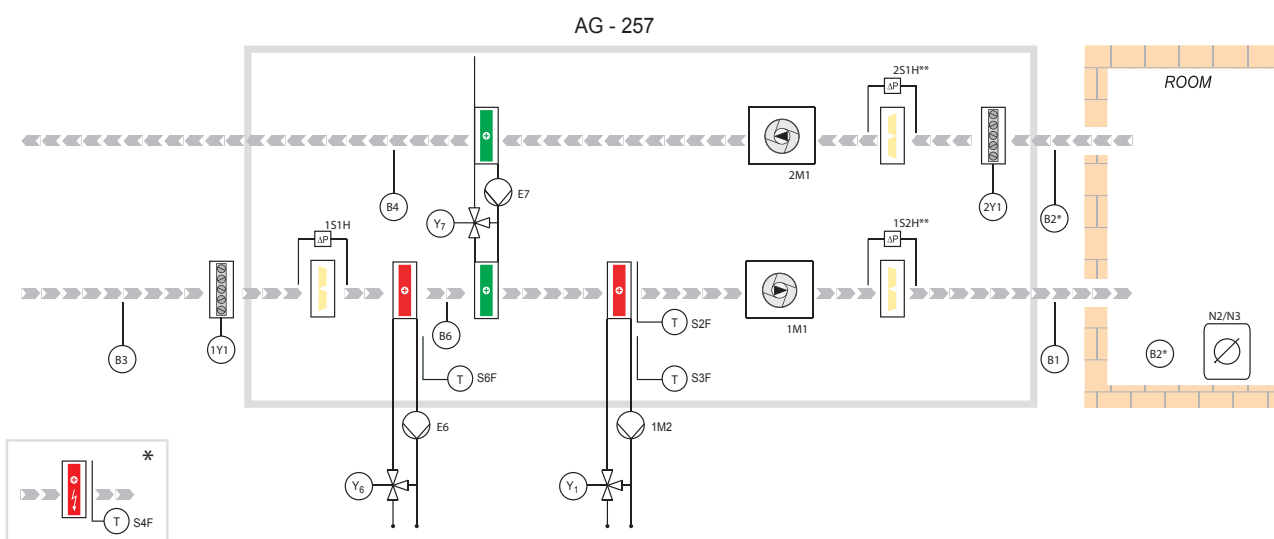 AG - 257
2S1H**
ΔP
ROOM
2M1
E7
B4
Y7
2Y1
B2*
1S1H
ΔP
1S2H**
ΔP
B6
S2F
1M1
N2/N3
B3
1Y1
T
T
S6F
T
S3F
B1
B2*
E6
1M2
*
Y6
Y1
T
S4F